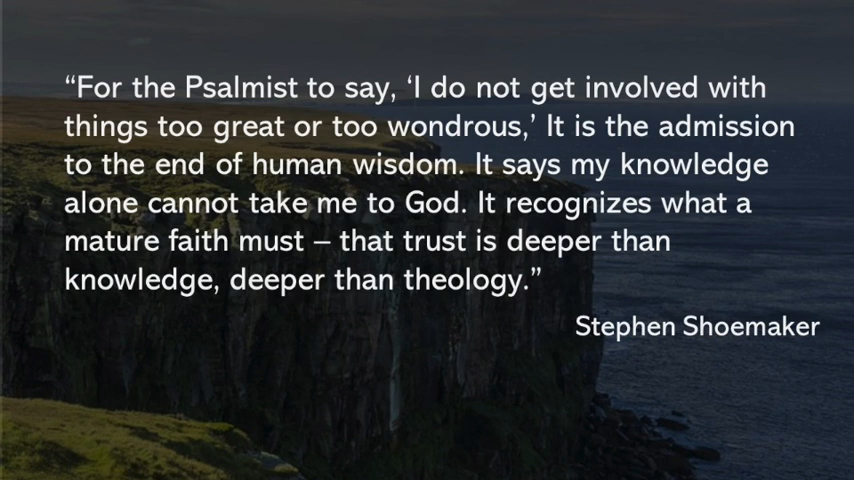 “For the Psalmist to say, ‘I do not get involved with
things too great or too wondrous,’ It is the admission
to the end of human wisdom. It says my knowledge
alone cannot take me to God. It recognizes what a
mature faith must – that trust is deeper than
knowledge, deeper than theology.”
Stephen Shoemaker